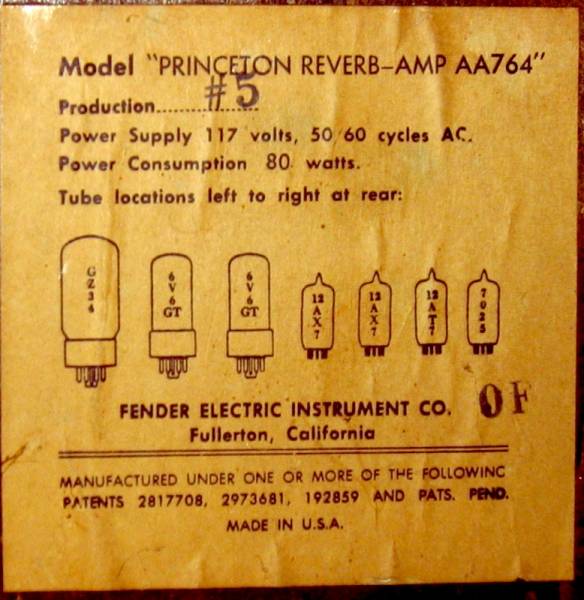 Model "PRINCETON REVERB-AMP AA764"
Production.......#5.......
Power Supply 117 volts, 50 60 cycles AC.
Power Consumption 80 watts.
Tube locations left to right at rear:
GZ34 6V6GT 6V6GT 12AX7 12AX7 12AT7 7025
FENDER ELECTRIC INSTRUMENT CO. OF
Fullerton, California
MANUFACTURED UNDER ONE OR MORE OF THE FOLLOWING
PATENTS 2817708, 2973681, 192859 AND PATS. PEND.
MADE IN U.S.A.